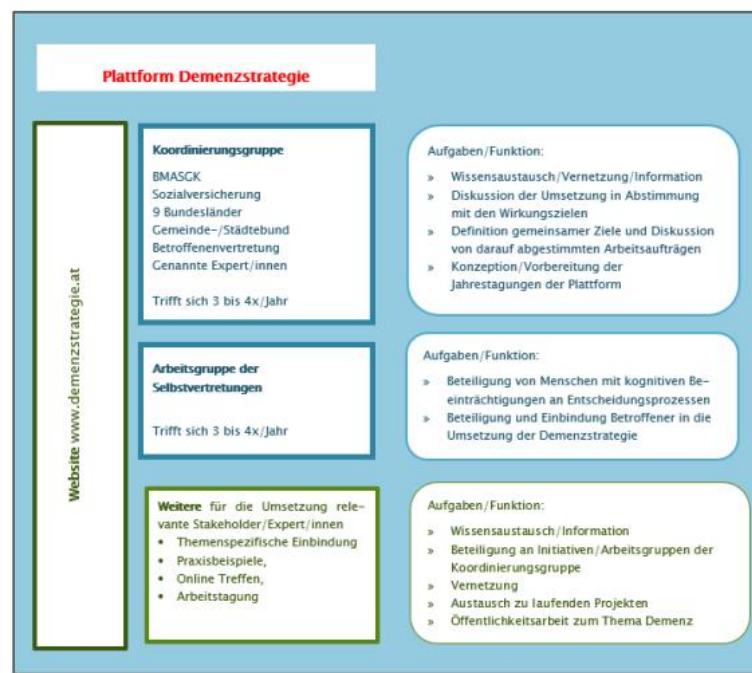 Plattform Demenzstrategie
Website www.demenzstrategie.at
Koordinierungsgruppe
BMASGK
Sozialversicherung
9 Bundesländer
Gemeinde-/Städtebund
Betroffenenvertretung
Genannte Expert/innen
Trifft sich 3 bis 4x/Jahr
Aufgaben/Funktion:
» Wissensaustausch/Vernetzung/Information
» Diskussion der Umsetzung in Abstimmung
mit den Wirkungszielen
» Definition gemeinsamer Ziele und Diskussion
von darauf abgestimmten Arbeitsaufträgen
» Konzeption/Vorbereitung der
Jahrestagungen der Plattform
Arbeitsgruppe der
Selbstvertretungen
Trifft sich 3 bis 4x/Jahr
Aufgaben/Funktion:
» Beteiligung von Menschen mit kognitiven Be-
einträchtigungen an Entscheidungsprozessen
» Beteiligung und Einbindung Betroffener in die
Umsetzung der Demenzstrategie
Weitere für die Umsetzung rele-
vante Stakeholder/Expert/innen
• Themenspezifische Einbindung
• Praxisbeispiele,
• Online Treffen,
• Arbeitstagung
Aufgaben/Funktion:
» Wissensaustausch/Information
» Beteiligung an Initiativen/Arbeitsgruppen der
Koordinierungsgruppe
» Vernetzung
» Austausch zu laufenden Projekten
» Öffentlichkeitsarbeit zum Thema Demenz